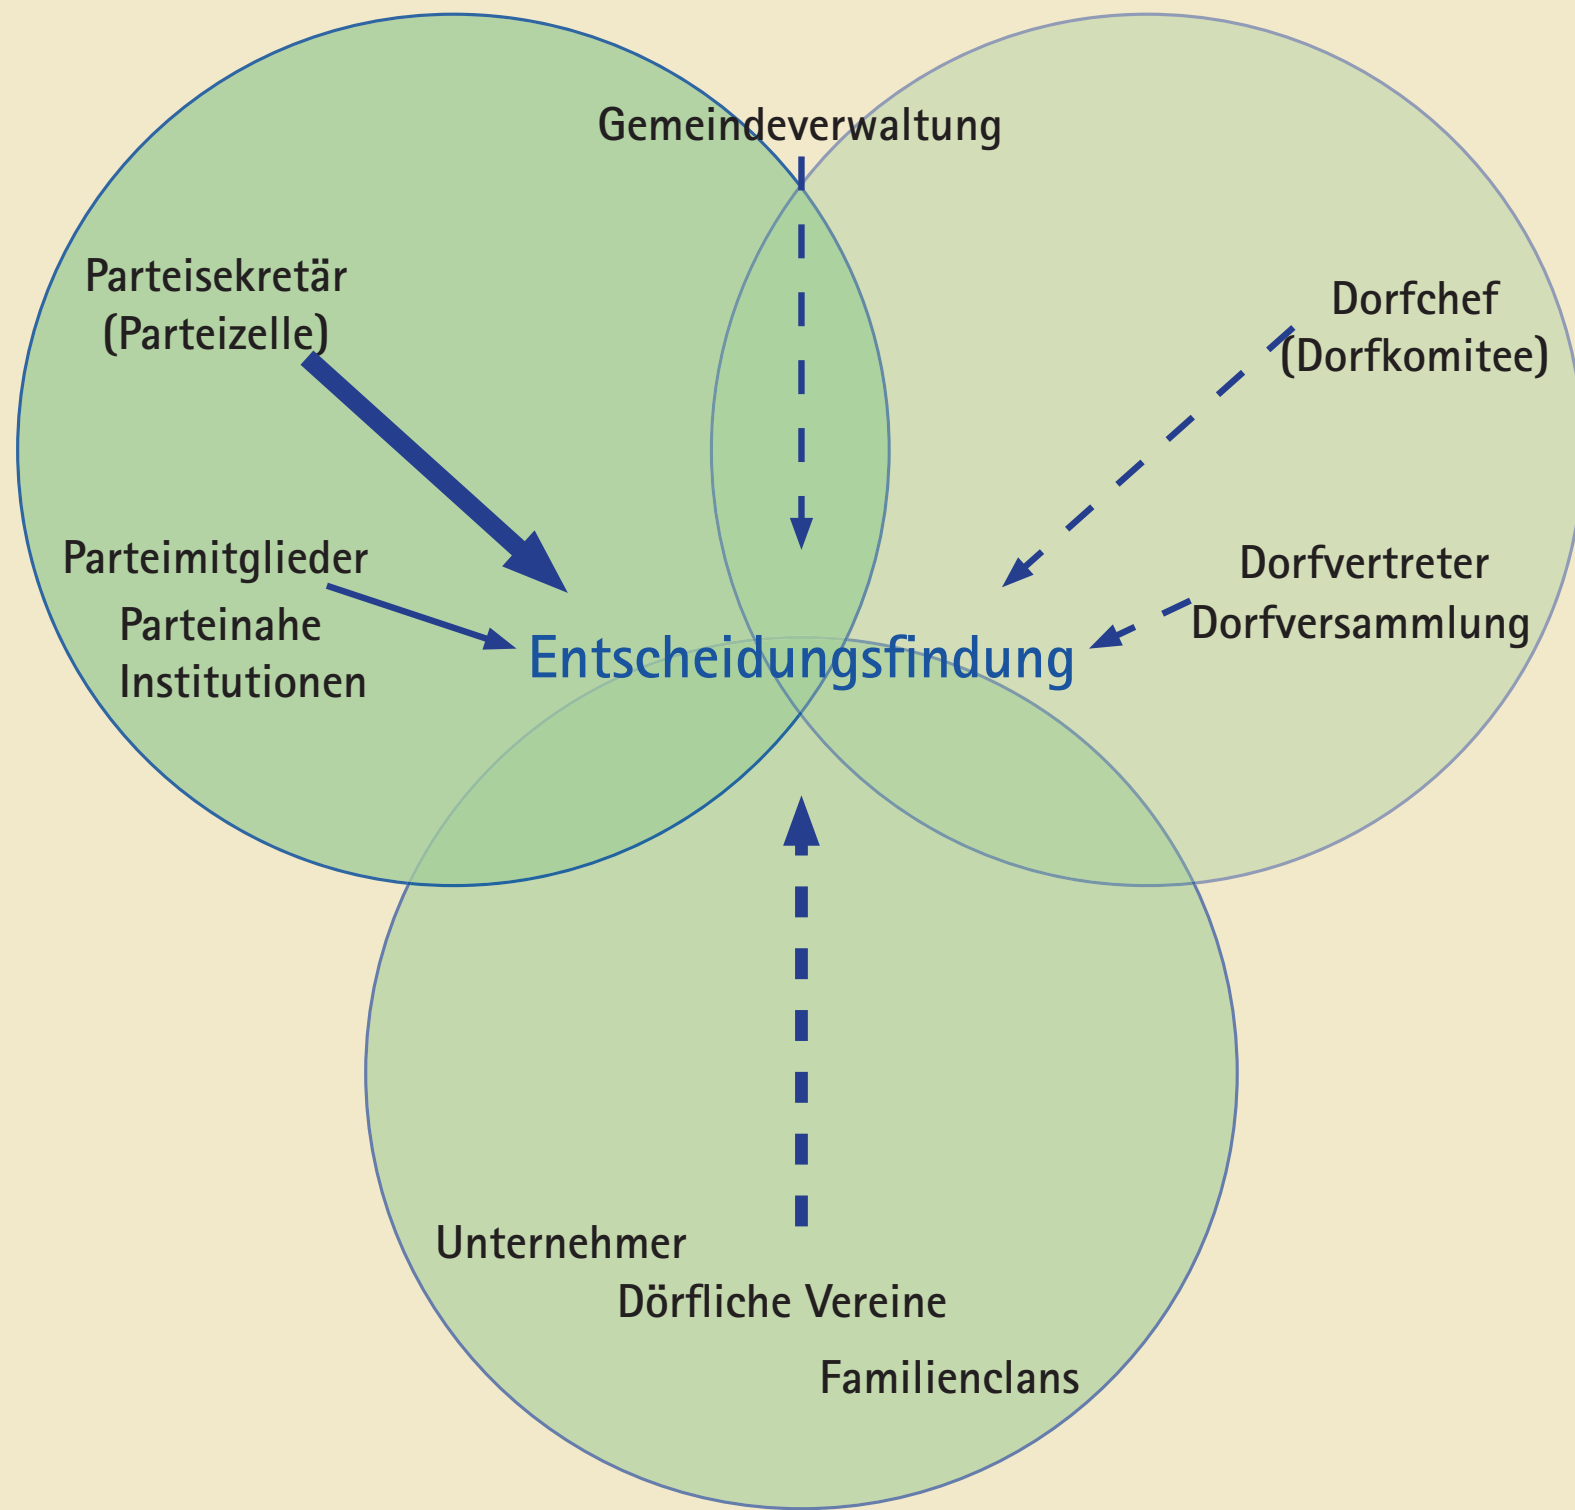 Gemeindeverwaltung
Parteisekretär
(Parteizelle)
Dorfchef
(Dorfkomitee)
Parteimitglieder
Parteinahe
Institutionen
Dorfvertreter
Dorfversammlung
Entscheidungsfindung
Unternehmer
Dörfliche Vereine
Familienclans